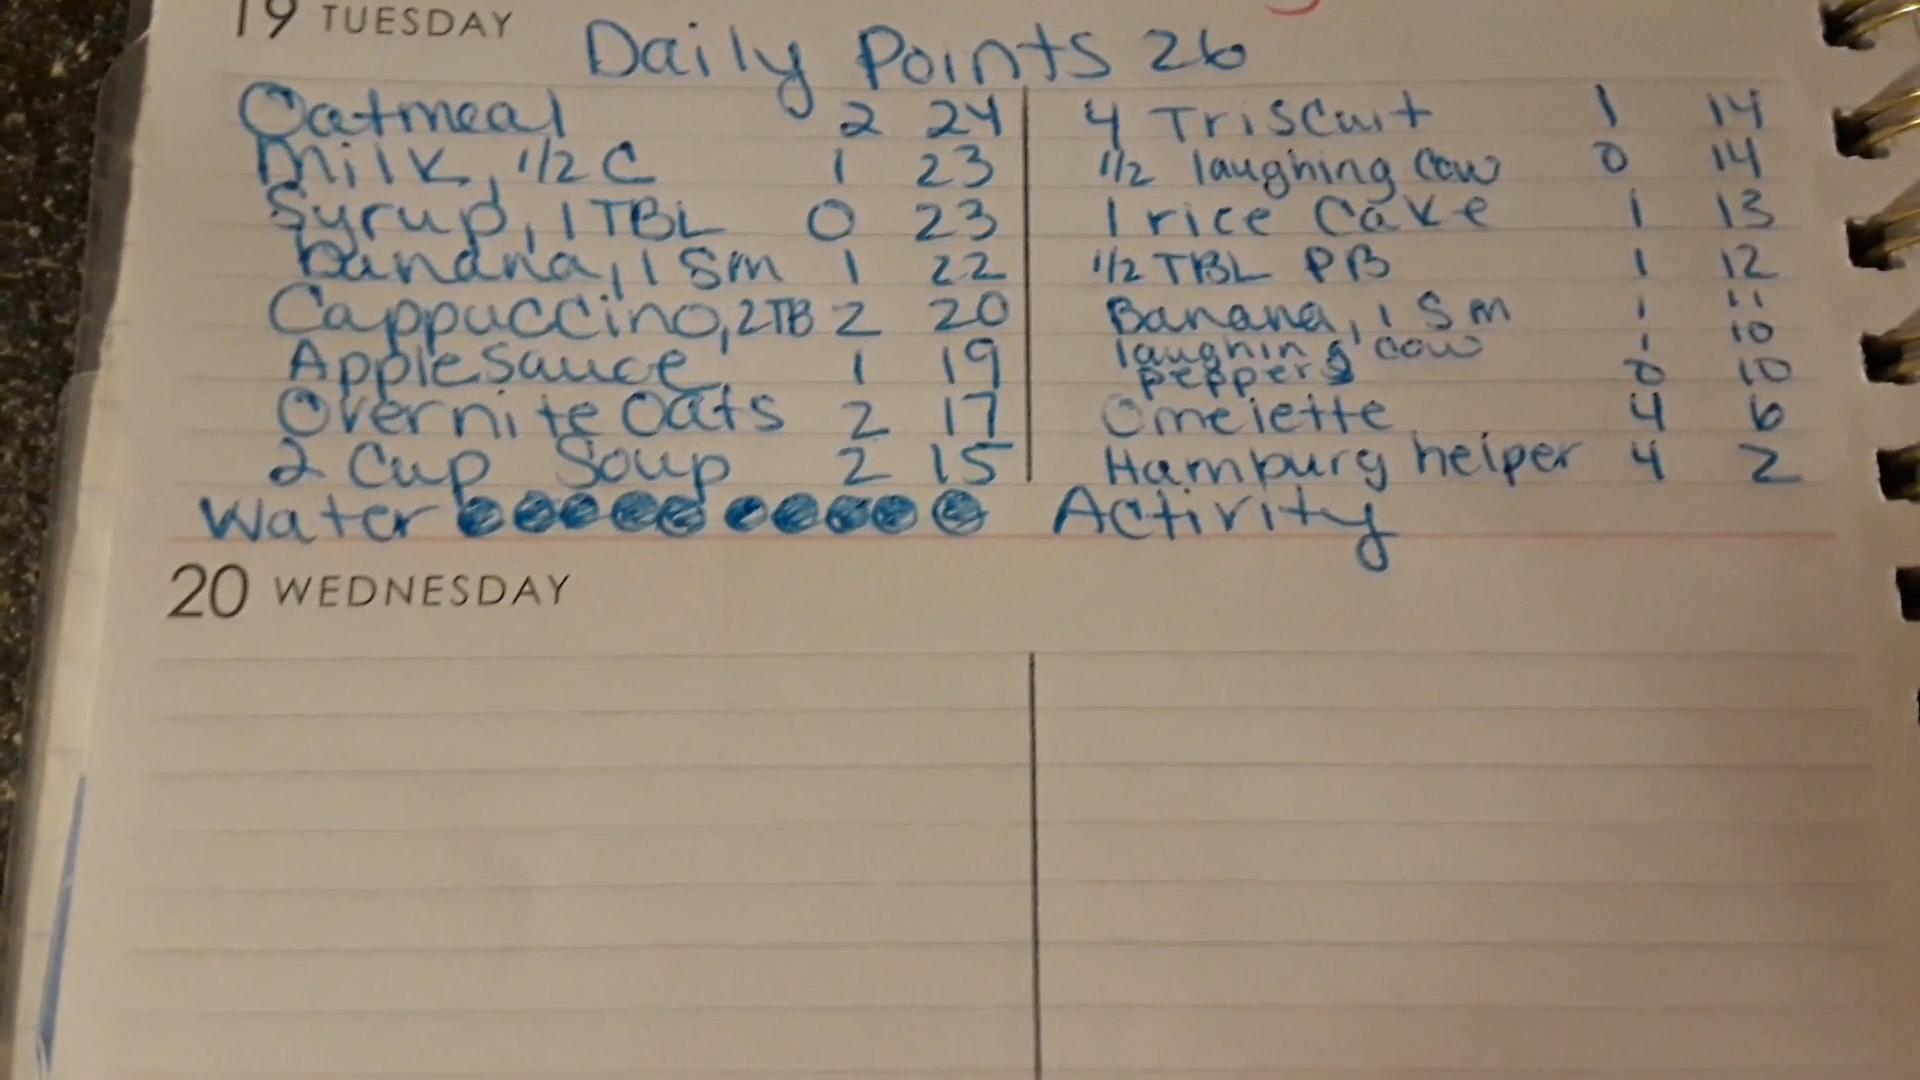 19 TUESDAY
Daily Points 26
Oatmeal 2 24
Milk, 1/2 C 1 23
Syrup, 1 TBL 0 23
banana, 1 Sm 1 22
Cappuccino, 2 TB 2 20
Applesauce 1 19
Overnite Oats 2 17
2 Cup Soup 2 15
4 Triscuit 1 14
1/2 laughing Cow 0 14
1 rice Cake 1 13
1/2 TBL PB 1 12
Banana, 1 Sm 1 11
laughing cow 1 10
peppers 0 10
Omelette 4 6
Hamburg helper 4 2
Water
Activity
20 WEDNESDAY